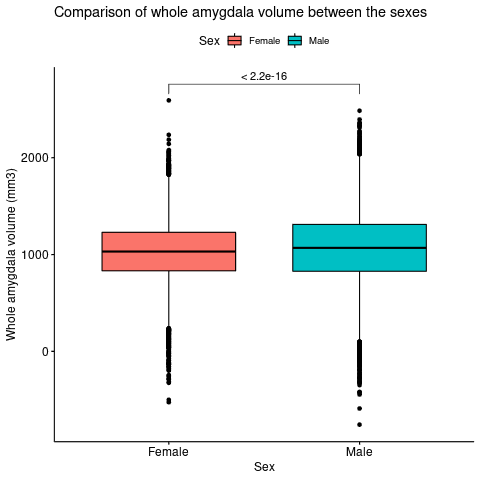 Comparison of whole amygdala volume between the sexes
Sex Female Male
< 2.2e-16
2000
1000
0
Whole amygdala volume (mm3)
Female Male
Sex